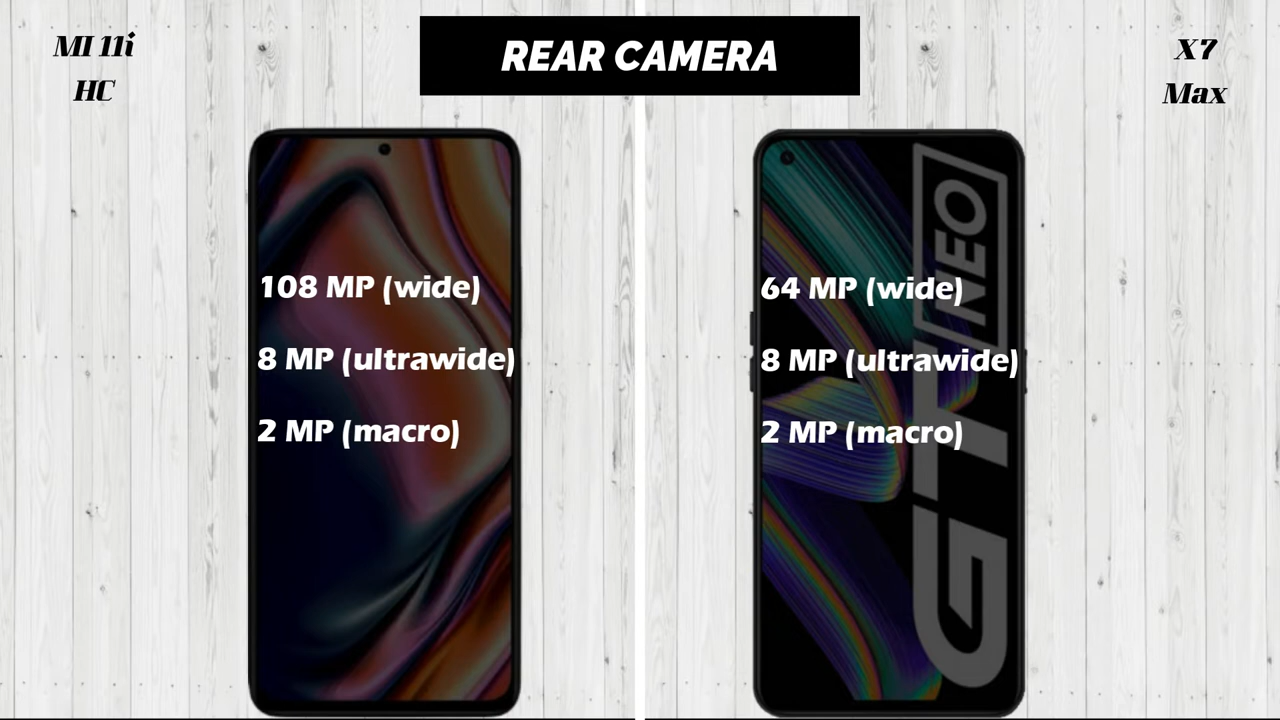 MI 11i
HC
REAR CAMERA
X7
Max
108 MP (wide)
8 MP (ultrawide)
2 MP (macro)
64 MP (wide)
8 MP (ultrawide)
2 MP (macro)
GT NEO